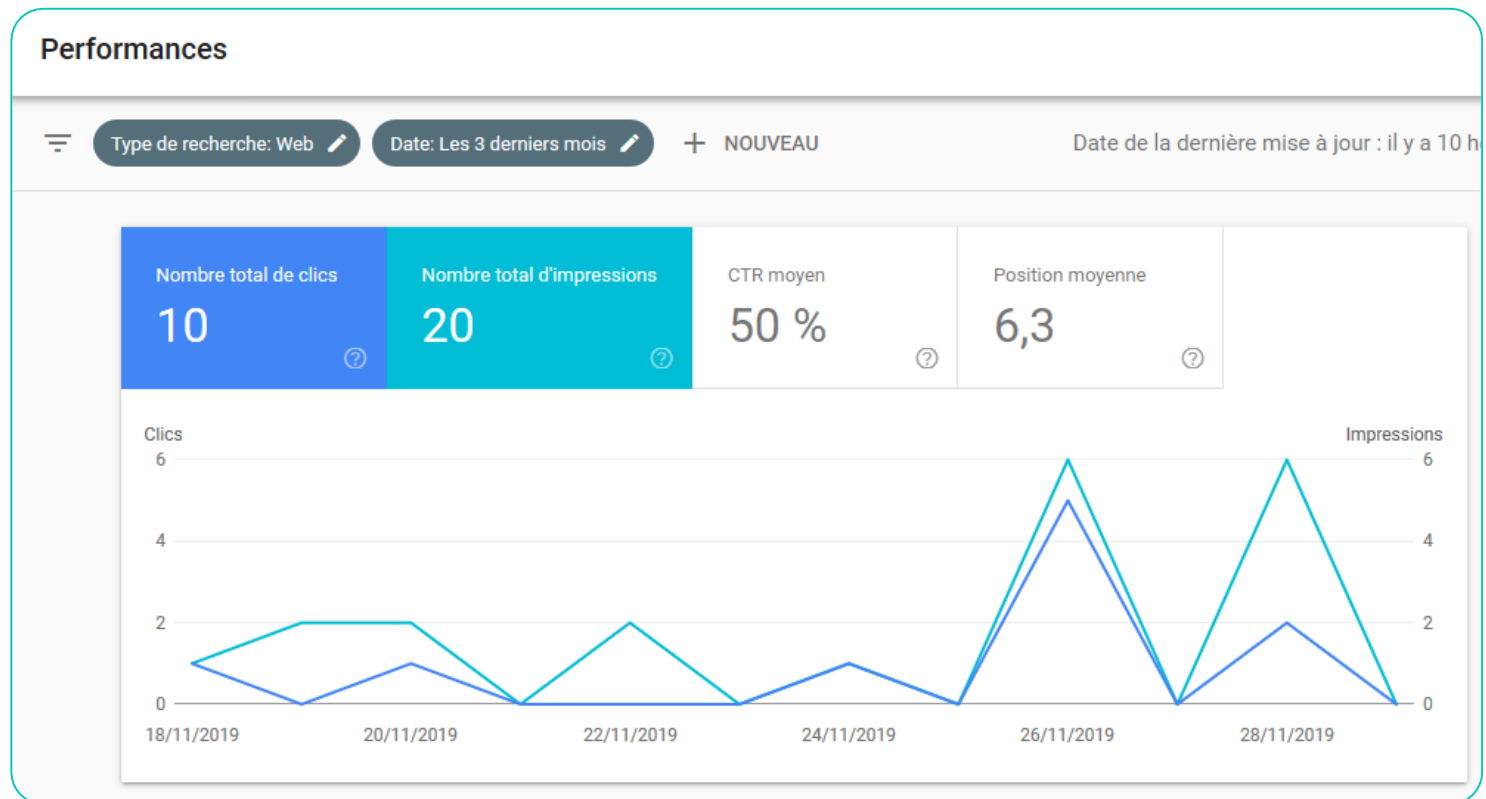 Performances
Type de recherche: Web Date: Les 3 derniers mois + NOUVEAU Date de la dernière mise à jour : il y a 10
Nombre total de clics Nombre total d'impressions CTR moyen Position moyenne
10 20 50 % 6,3
Clics Impressions
6 6
4 4
2 2
0 0
18/11/2019 20/11/2019 22/11/2019 24/11/2019 26/11/2019 28/11/2019